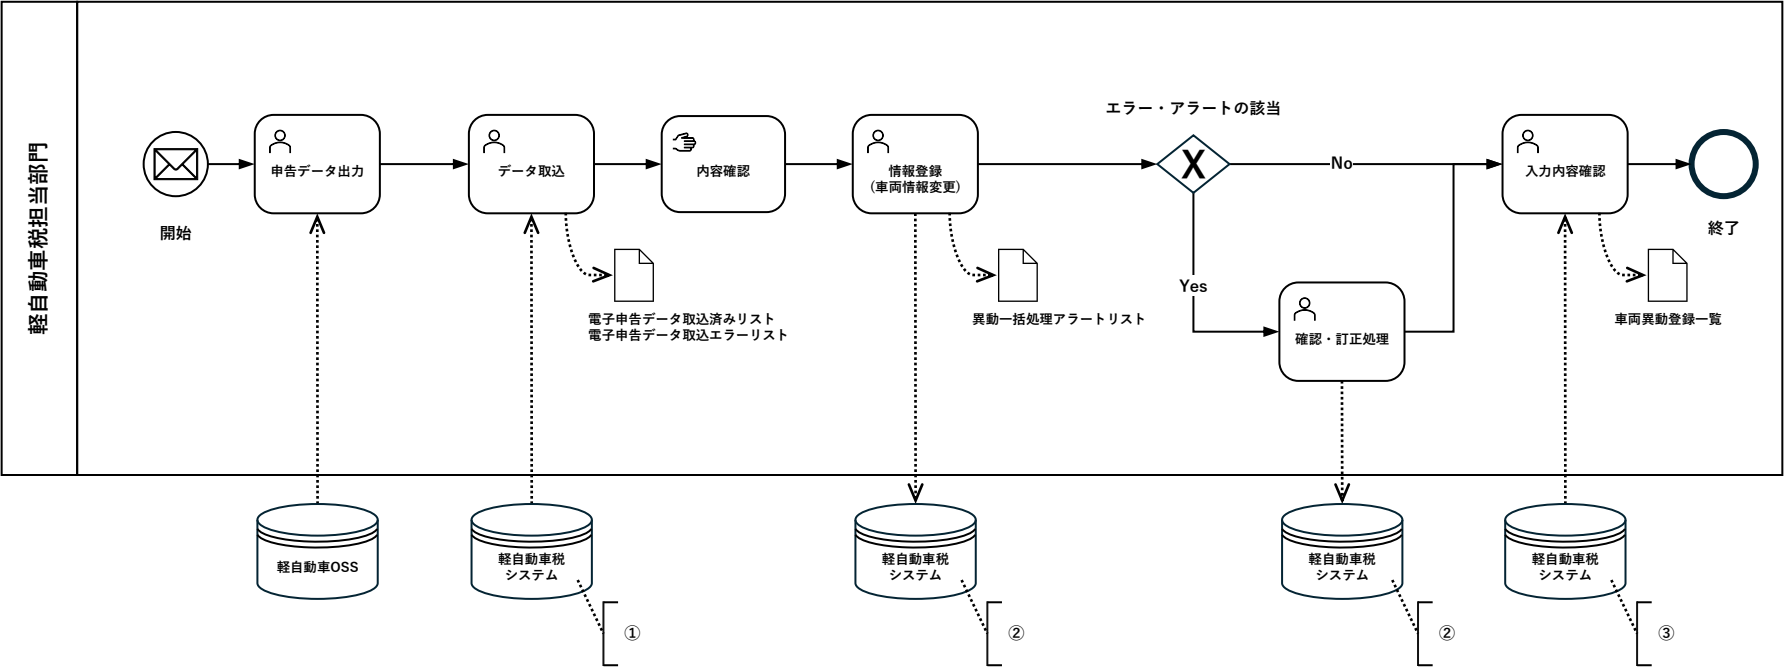 軽自動車税担当部門
開始
申告データ出力
データ取込
内容確認
情報登録
(車両情報変更)
エラー・アラートの該当
X
No
Yes
確認・訂正処理
入力内容確認
終了
電子申告データ取込済みリスト
電子申告データ取込エラーリスト
異動一括処理アラートリスト
車両異動登録一覧
軽自動車OSS
軽自動車税
システム
①
軽自動車税
システム
②
軽自動車税
システム
②
軽自動車税
システム
③